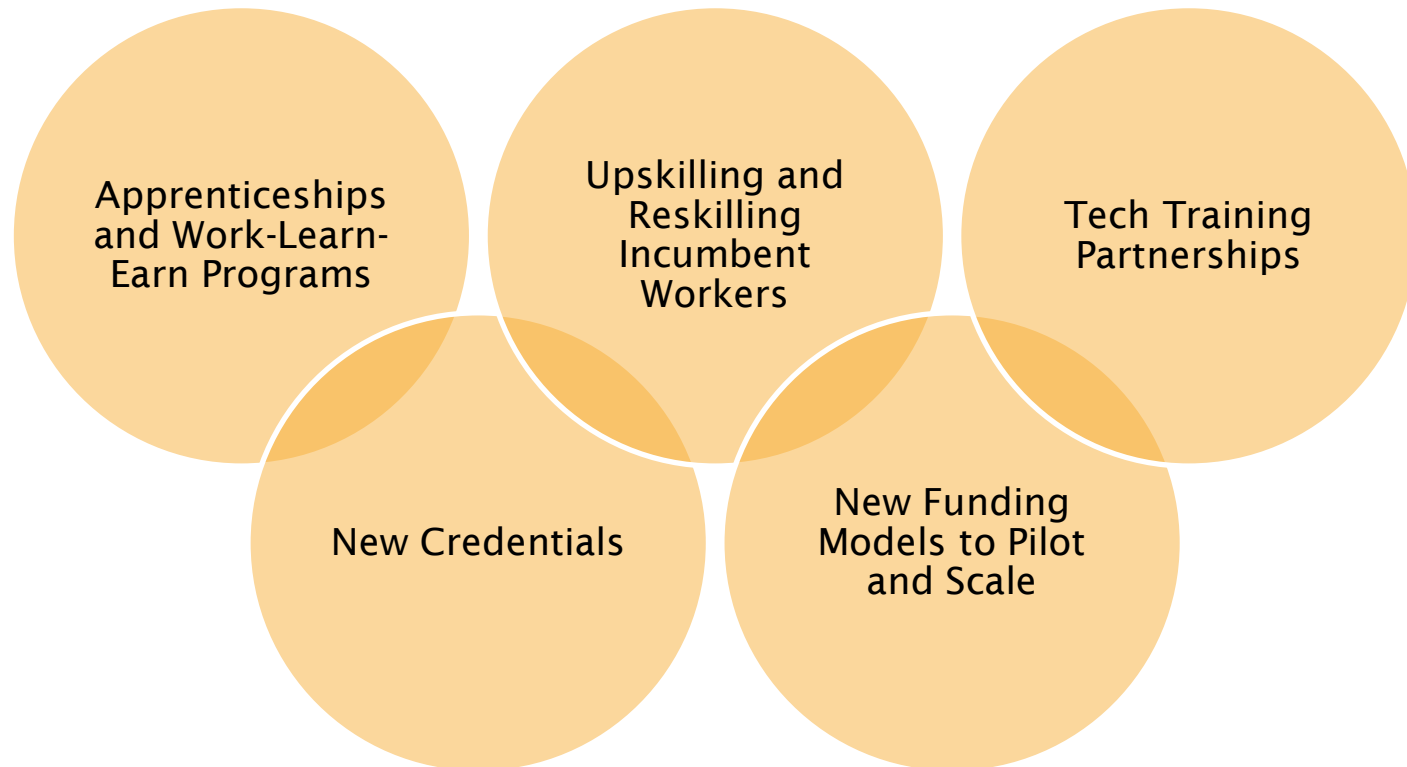 Apprenticeships
and Work-Learn-
Earn Programs
Upskilling and
Reskilling
Incumbent
Workers
Tech Training
Partnerships
New Credentials
New Funding
Models to Pilot
and Scale